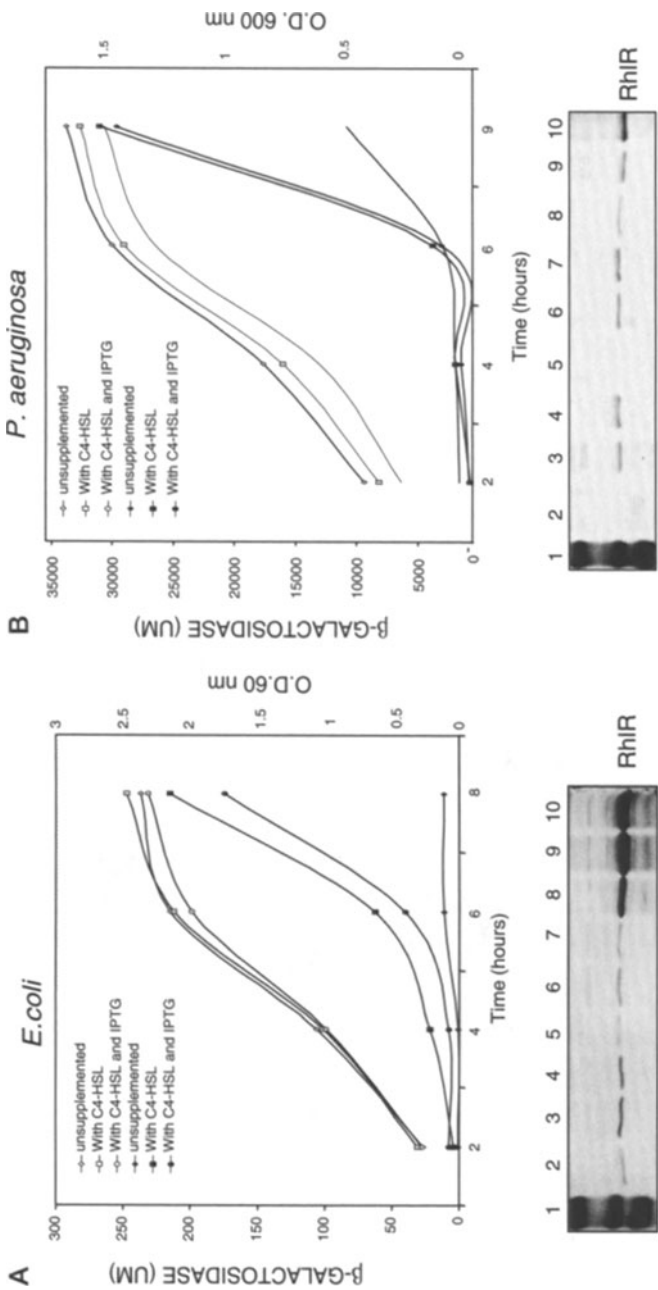 A
E.coli
β-GALACTOSIDASE (UM)
300
250
200
150
100
50
0
unsupplemented
With C4-HSL
With C4-HSL and IPTG
unsupplemented
With C4-HSL
With C4-HSL and IPTG
3
2.5
2
1.5
1
0.5
0
O.D.60 nm
2
4
6
8
Time (hours)
1 2 3 4 5 6 7 8 9 10
RhlR
B
P. aeruginosa
β-GALACTOSIDASE (UM)
35000
30000
25000
20000
15000
10000
5000
0
unsupplemented
With C4-HSL
With C4-HSL and IPTG
unsupplemented
With C4-HSL
With C4-HSL and IPTG
1.5
1
0.5
0
O.D. 600 nm
2
4
6
9
Time (hours)
1 2 3 4 5 6 7 8 9 10
RhlR